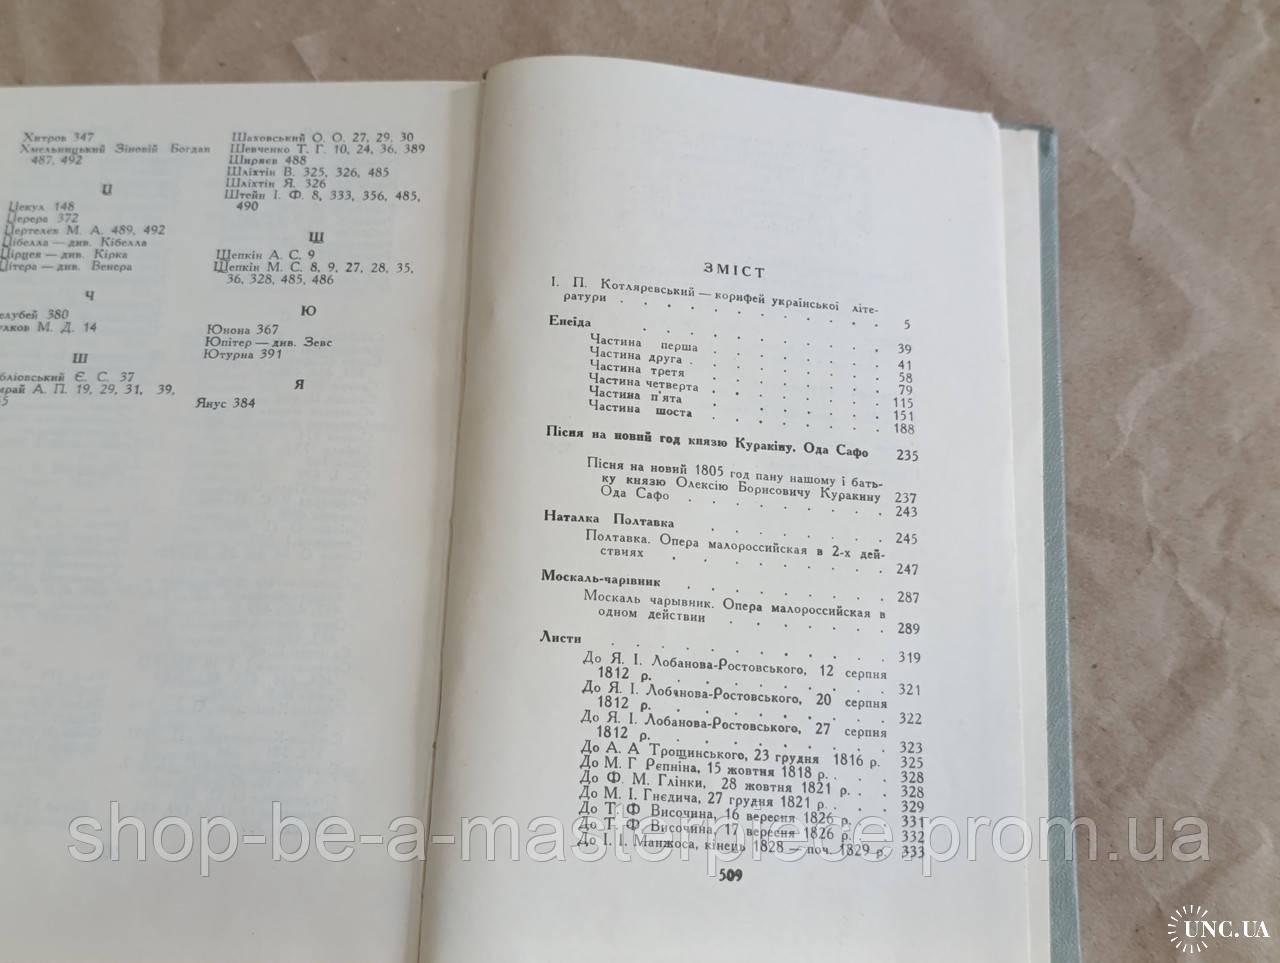 Хитров 347
Хмельницький Зіновій Богдан
487, 492
Ц
Цекул 148
Церера 372
Цертелєв М. А. 489, 492
Цібелла — див. Кібелла
Цірцея — див. Кірка
Цітера — див. Венера
Ч
380
М. Д. 14
Ш
Є. С. 37
А. П. 19, 29, 31, 39,
Шаховський О. О. 27, 29, 30
Шевченко Т. Г. 10, 24, 36, 389
Ширяєв 488
Шліхтін В. 325, 326, 485
Шліхтін Я. 326
Штейн І. Ф. 8, 333, 356, 485,
490
Щ
Щепкін А. С. 9
Щепкін М. С. 8, 9, 27, 28, 35,
36, 328, 485, 486
Ю
Юнона 367
Юпітер — див. Зевс
Ютурна 391
Я
Янус 384
ЗМІСТ
І. П. Котляревський — корифей української літе-
ратури . . . . . . . . . . 5
Енеїда . . . . . . . . . 39
Частина перша . . . . . . . 41
Частина друга . . . . . . . 58
Частина третя . . . . . . . 79
Частина четверта . . . . . . . 115
Частина п'ята . . . . . . . 151
Частина шоста . . . . . . . 188
Пісня на новий год князю Куракіну. Ода Сафо 235
Пісня на новий 1805 год пану нашому і бать-
ку князю Олексію Борисовичу Куракину 237
Ода Сафо . . . . . . . . 243
Наталка Полтавка . . . . . . . 245
Полтавка. Опера малороссийская в 2-х дей-
ствиях . . . . . . . . 247
Москаль-чарівник . . . . . . . 287
Москаль чарывник. Опера малороссийская в
одном действии . . . . . . . 289
Листи . . . . . . . . . . 319
До Я. І. Лобанова-Ростовського, 12 серпня
1812 р. . . . . . . . . 321
До Я. І. Лобанова-Ростовського, 20 серпня
1812 р. . . . . . . . . 322
До Я. І. Лобанова-Ростовського, 27 серпня
1812 р. . . . . . . . . 323
До А. А Трощинського, 23 грудня 1816 р. 325
До М. Г Рєпніна, 15 жовтня 1818 р. . . 328
До Ф. М. Глінки, 28 жовтня 1821 р. . . 328
До М. І. Гнєдича, 27 грудня 1821 р. . . 329
До Т. Ф Височина, 16 вересня 1826 р. . 331
До Т. Ф Височина, 17 вересня 1826 р. . 332
До І. І. Манжоса, кінець 1828 — поч. 1829 р. 333
509
shop-be-a-masterpiece.prom.ua
UNC.UA